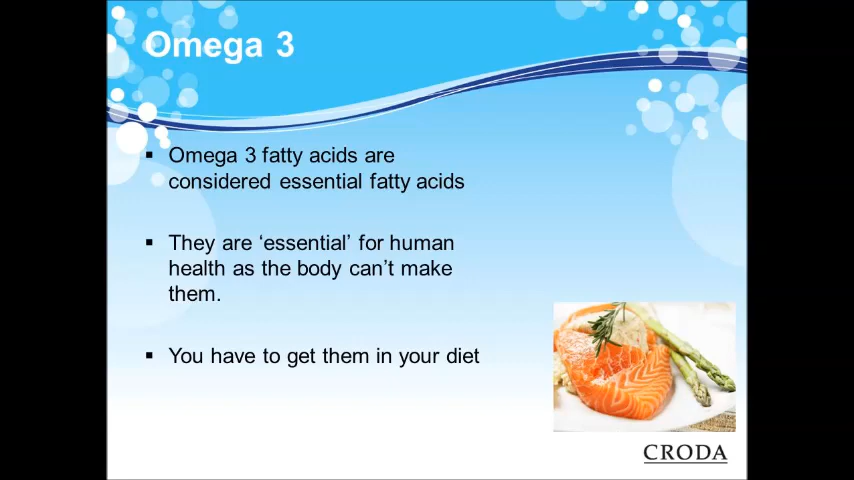 Omega 3
▪ Omega 3 fatty acids are
considered essential fatty acids
▪ They are ‘essential’ for human
health as the body can’t make
them.
▪ You have to get them in your diet
CRODA